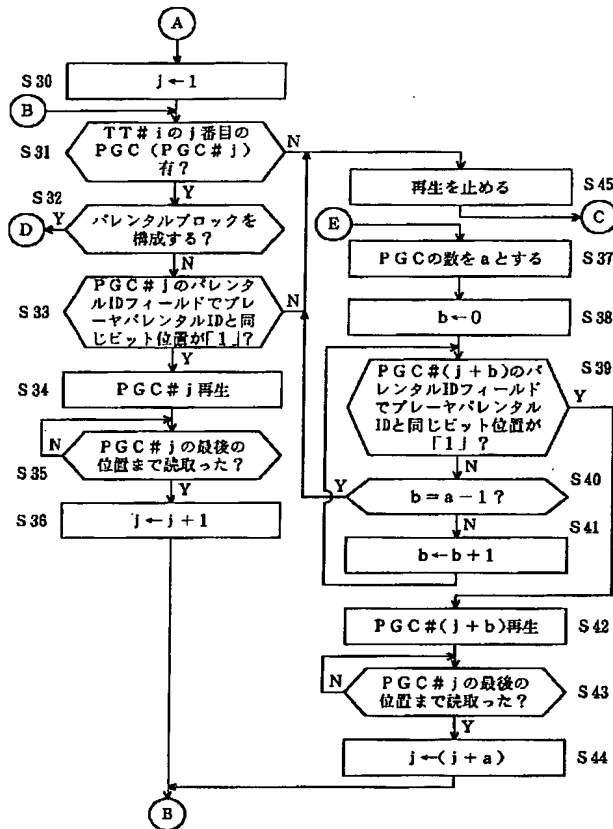 A
S30
j←1
B
S31
TT#iのj番目の
PGC(PGC#j)
有?
N
Y
S32
Y
D
パレンタルブロックを
構成する?
N
S33
PGC#jのパレンタ
ルIDフィールドでプレ
ーヤパレンタルIDと同
じビット位置が「1」?
N
Y
S34
PGC#j再生
N
S35
PGC#jの最後の
位置まで読取った?
Y
S36
j←j+1
再生を止める
S45
C
E
PGCの数をaとする
S37
b←0
S38
PGC#(j+b)のパ
レンタルIDフィールド
でプレーヤパレンタル
IDと同じビット位置が
「1」?
S39
Y
N
Y
b=a-1?
S40
N
S41
b←b+1
PGC#(j+b)再生
S42
N
PGC#jの最後の
位置まで読取った?
S43
Y
j←(j+a)
S44
B